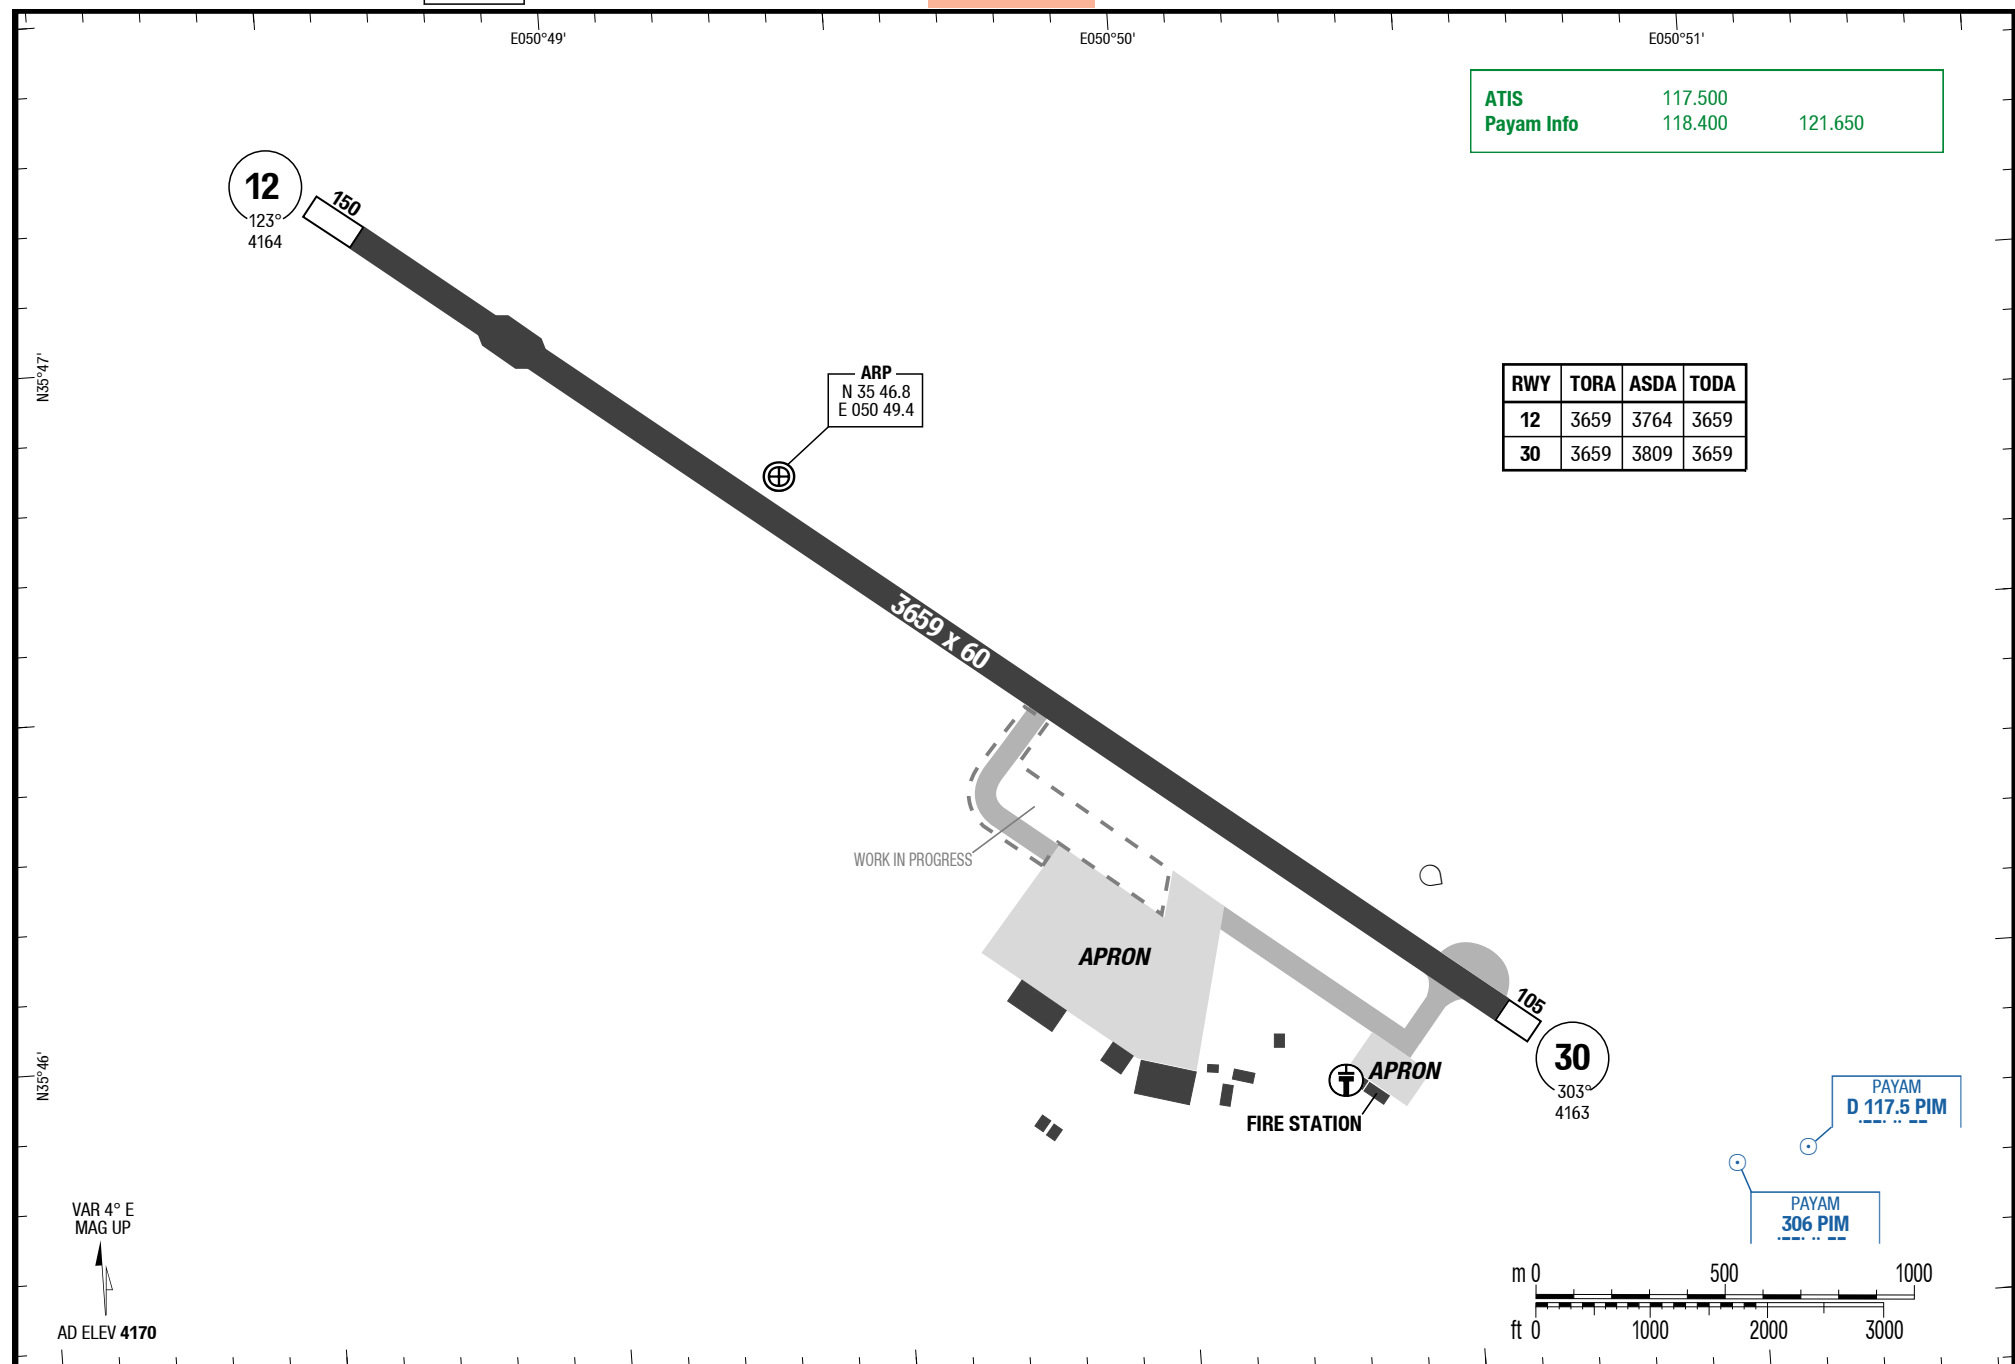 E050°49'
E050°50'
E050°51'
ATIS 117.500
Payam Info 118.400 121.650
12
123°
4164
150
N35°47'
ARP
N 35 46.8
E 050 49.4
RWY TORA ASDA TODA
12 3659 3764 3659
30 3659 3809 3659
3659 x 60
WORK IN PROGRESS
APRON
105
30
303°
4163
N35°46'
APRON
FIRE STATION
PAYAM
D 117.5 PIM
PAYAM
306 PIM
VAR 4° E
MAG UP
AD ELEV 4170
m 0 500 1000
ft 0 1000 2000 3000